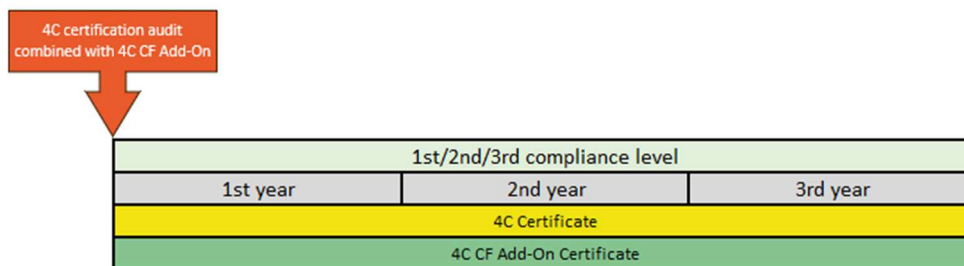 4C certification audit
combined with 4C CF Add-On
1st/2nd/3rd compliance level
1st year 2nd year 3rd year
4C Certificate
4C CF Add-On Certificate